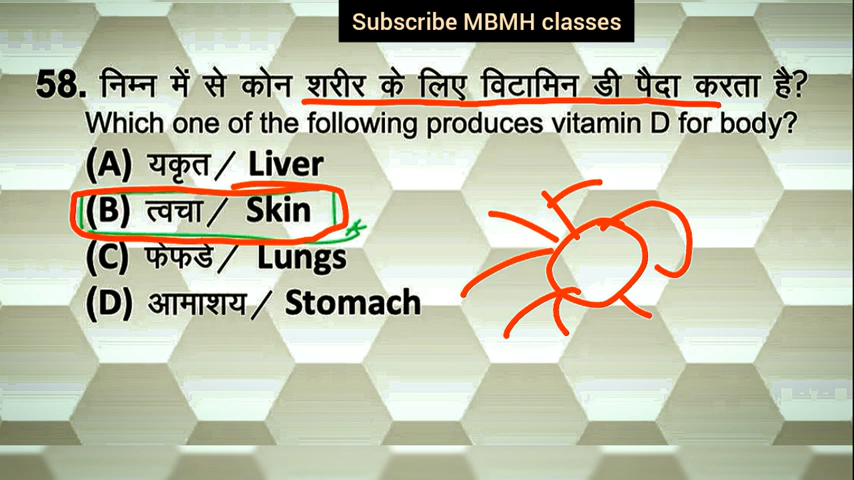 Subscribe MBMH classes
58. निम्न में से कोन शरीर के लिए विटामिन डी पैदा करता है?
Which one of the following produces vitamin D for body?
(A) यकृत / Liver
(B) त्वचा / Skin
(C) फेफडे / Lungs
(D) आमाशय / Stomach